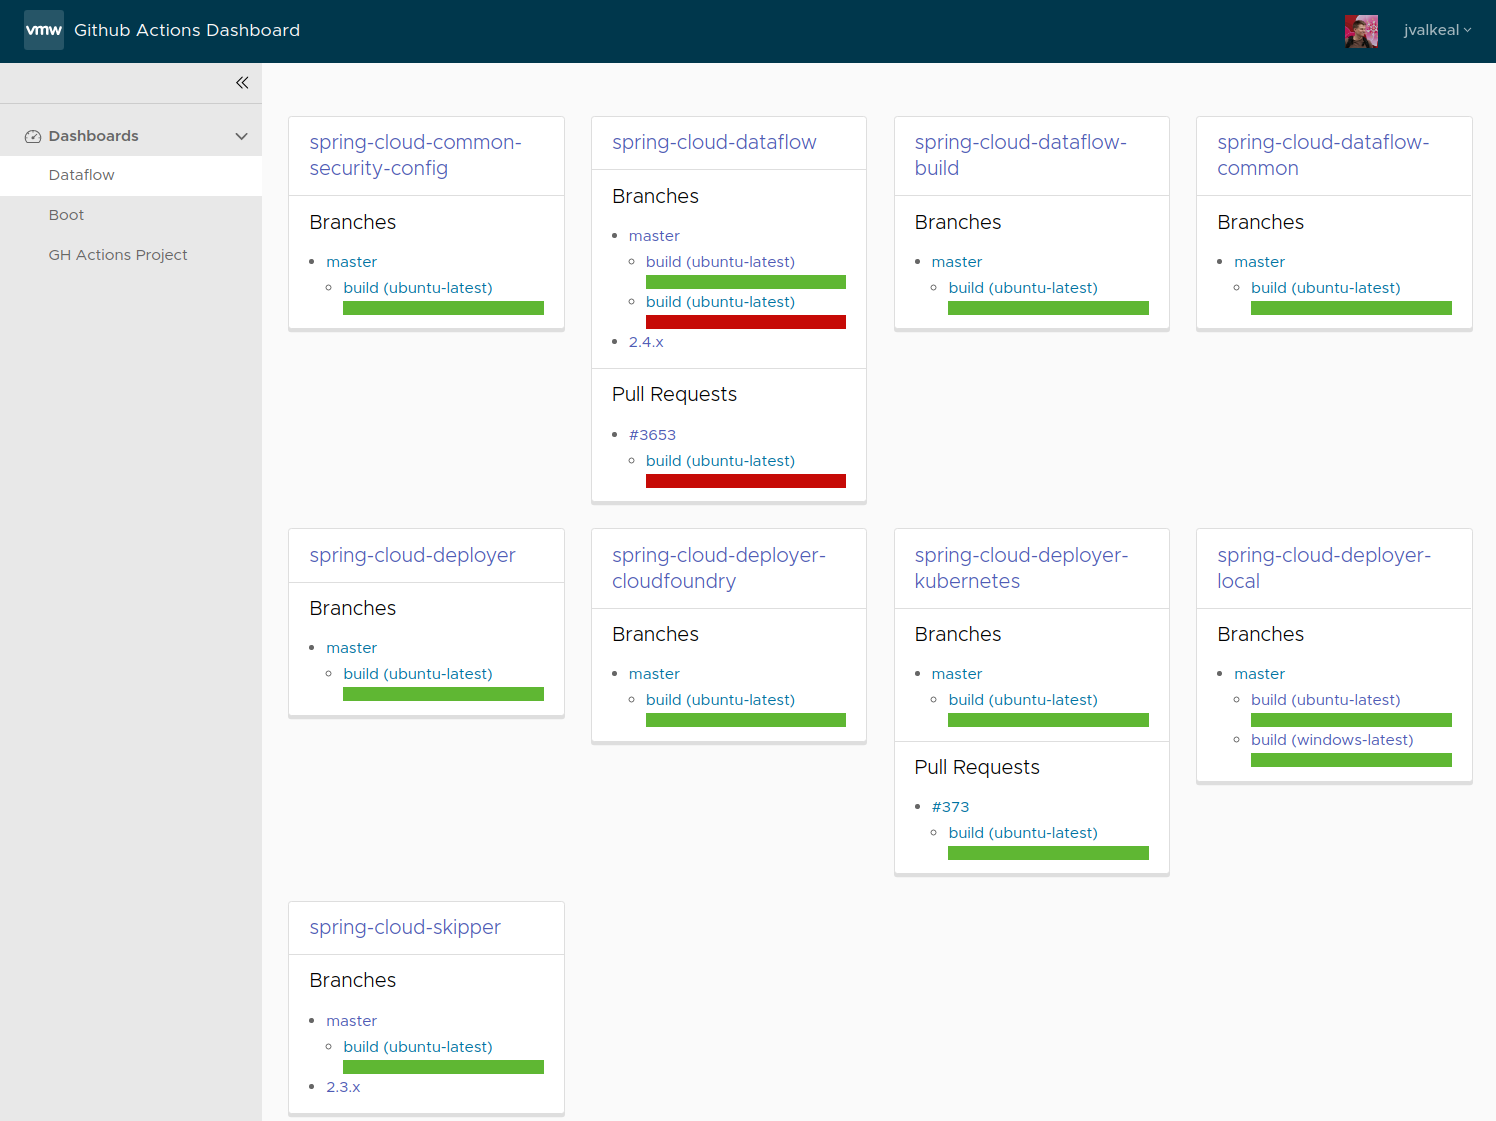 vmw Github Actions Dashboard
jvalkeal
Dashboards
Dataflow
Boot
GH Actions Project
spring-cloud-common-
security-config
Branches
master
build (ubuntu-latest)
spring-cloud-dataflow
Branches
master
build (ubuntu-latest)
build (ubuntu-latest)
2.4.x
Pull Requests
#3653
build (ubuntu-latest)
spring-cloud-dataflow-
build
Branches
master
build (ubuntu-latest)
spring-cloud-dataflow-
common
Branches
master
build (ubuntu-latest)
spring-cloud-deployer
Branches
master
build (ubuntu-latest)
spring-cloud-deployer-
cloudfoundry
Branches
master
build (ubuntu-latest)
spring-cloud-deployer-
kubernetes
Branches
master
build (ubuntu-latest)
Pull Requests
#373
build (ubuntu-latest)
spring-cloud-deployer-
local
Branches
master
build (ubuntu-latest)
build (windows-latest)
spring-cloud-skipper
Branches
master
build (ubuntu-latest)
2.3.x